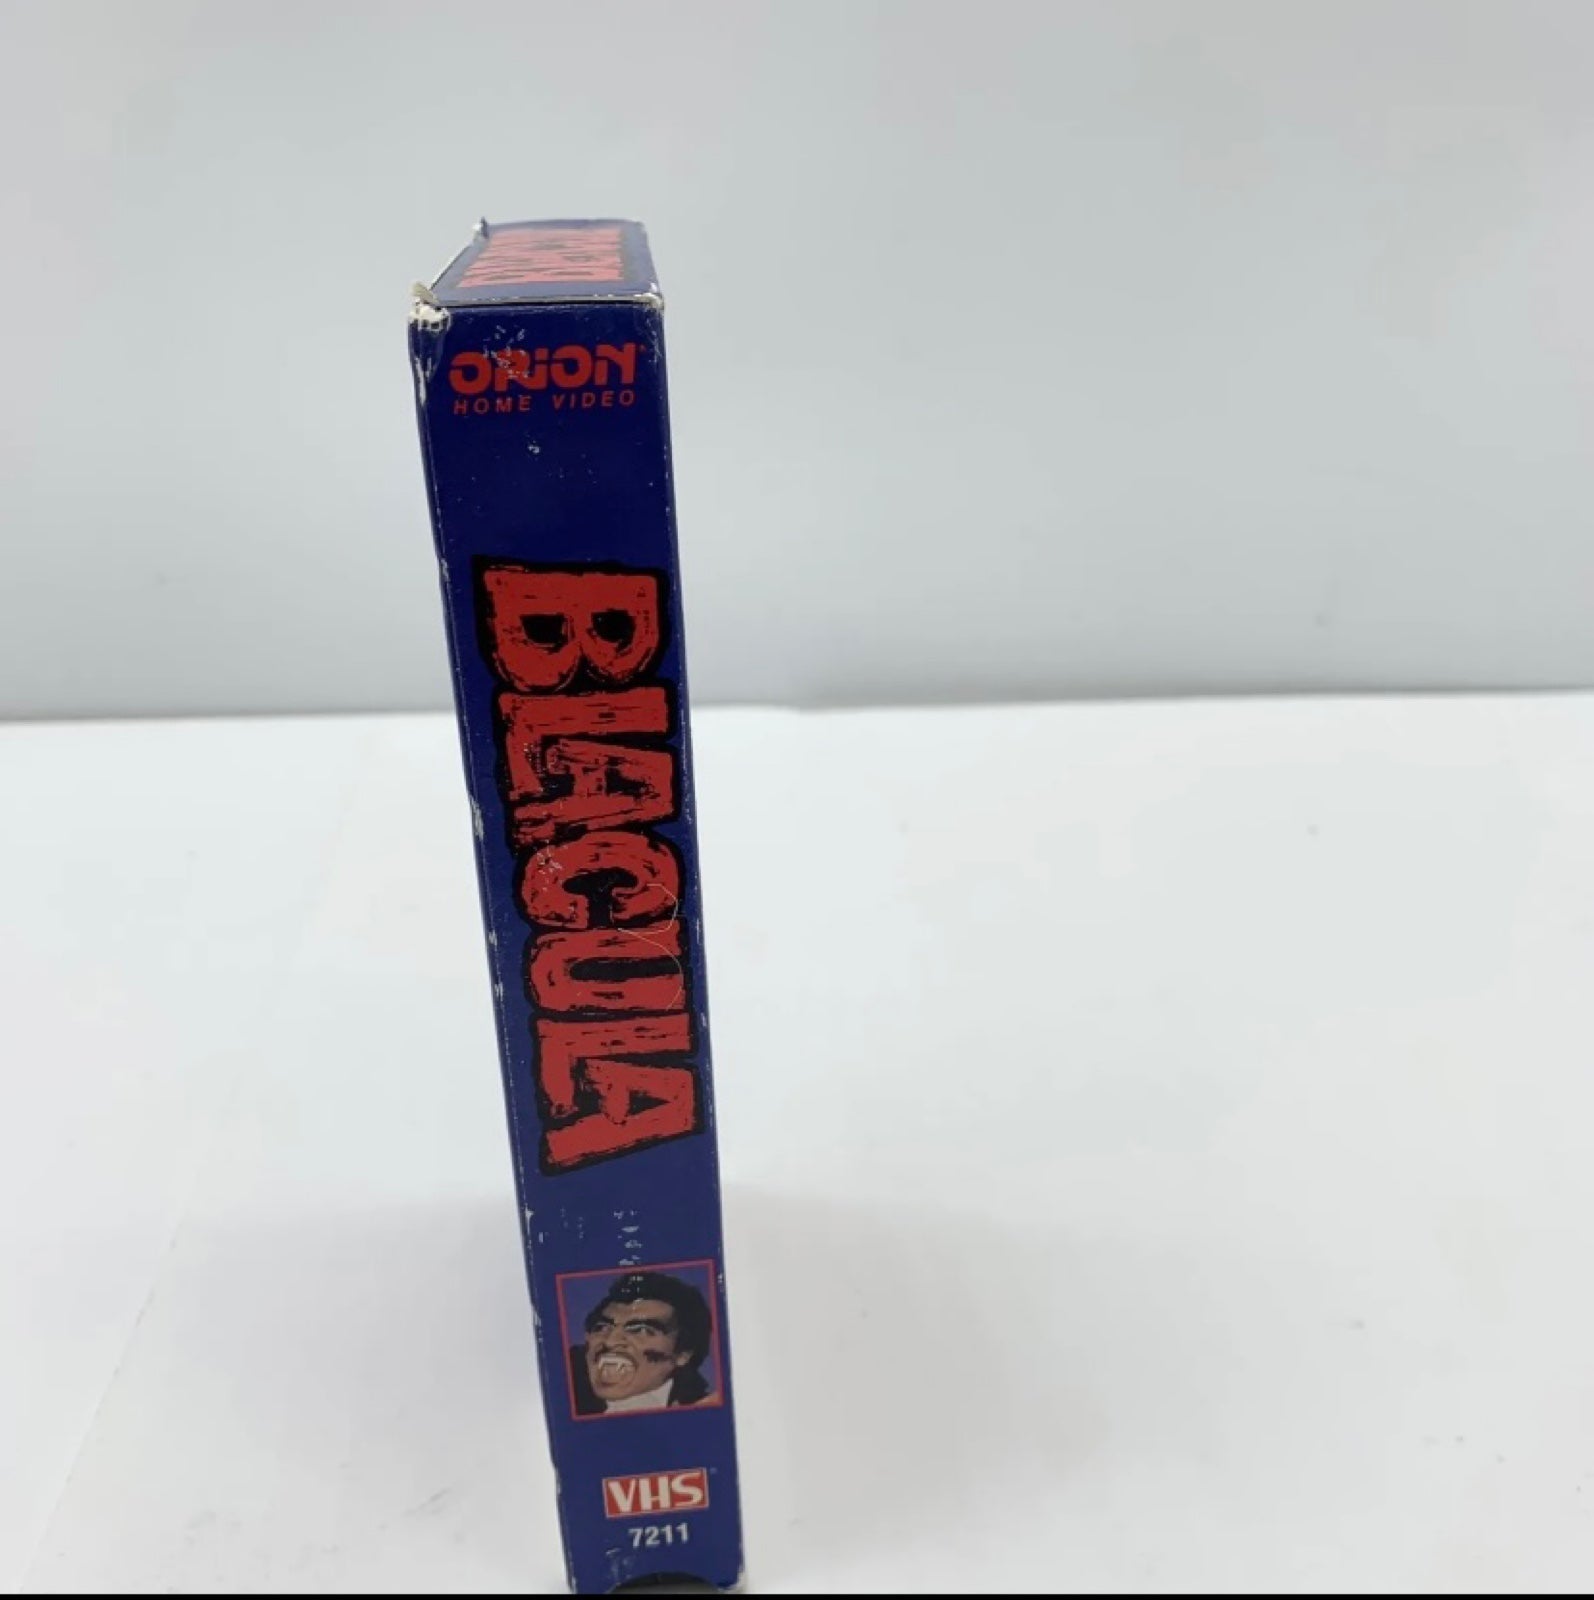 ORION
HOME VIDEO
BLACULA
VHS
7211